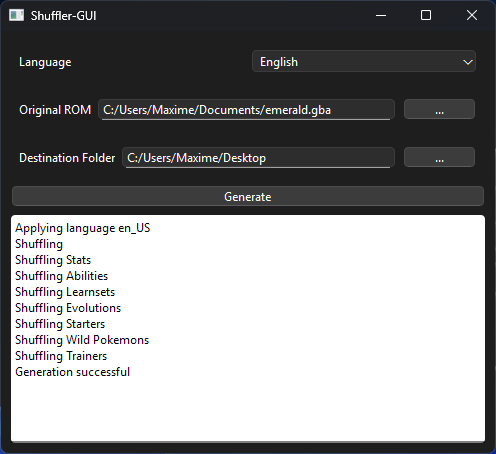 Shuffler-GUI
Language English
Original ROM C:/Users/Maxime/Documents/emerald.gba ...
Destination Folder C:/Users/Maxime/Desktop ...
Generate
Applying language en_US
Shuffling
Shuffling Stats
Shuffling Abilities
Shuffling Learnsets
Shuffling Evolutions
Shuffling Starters
Shuffling Wild Pokemons
Shuffling Trainers
Generation successful